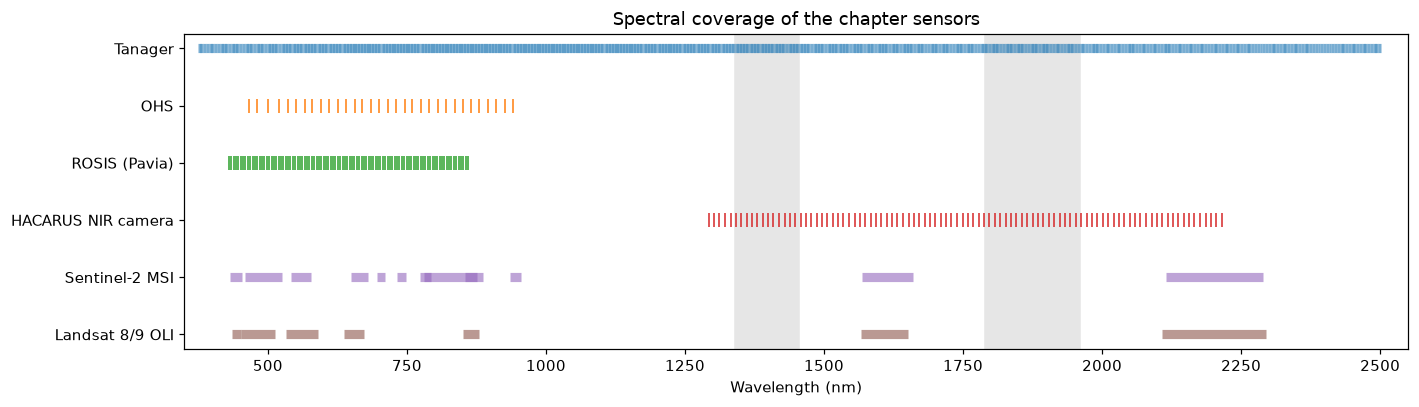 Spectral coverage of the chapter sensors
Tanager
OHS
ROSIS (Pavia)
HACARUS NIR camera
Sentinel-2 MSI
Landsat 8/9 OLI
500 750 1000 1250 1500 1750 2000 2250 2500
Wavelength (nm)